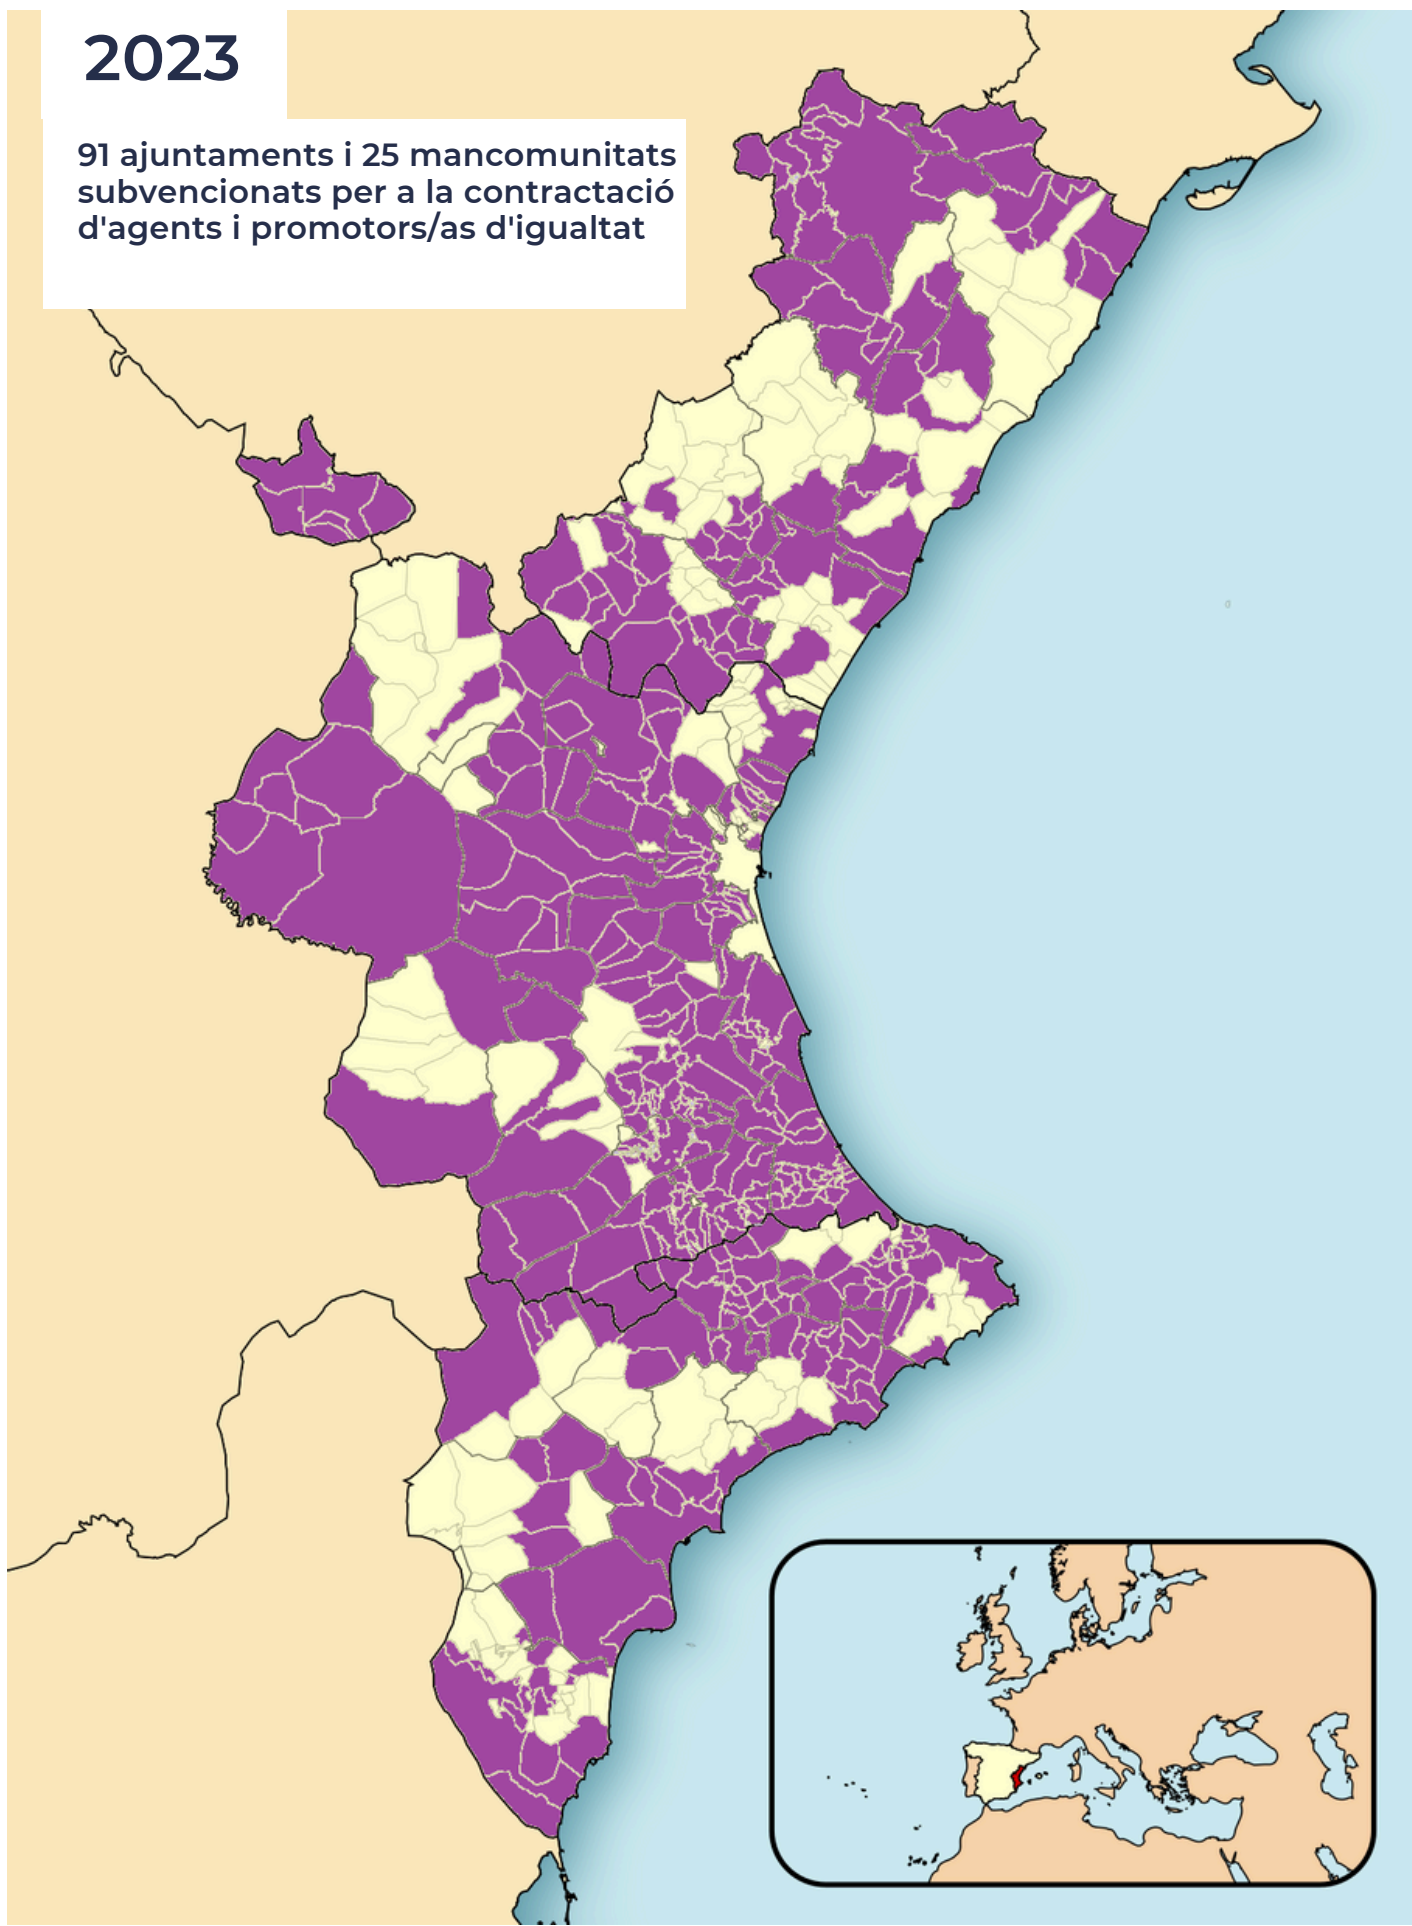 2023
91 ajuntaments i 25 mancomunitats
subvencionats per a la contractació
d'agents i promotors/as d'igualtat